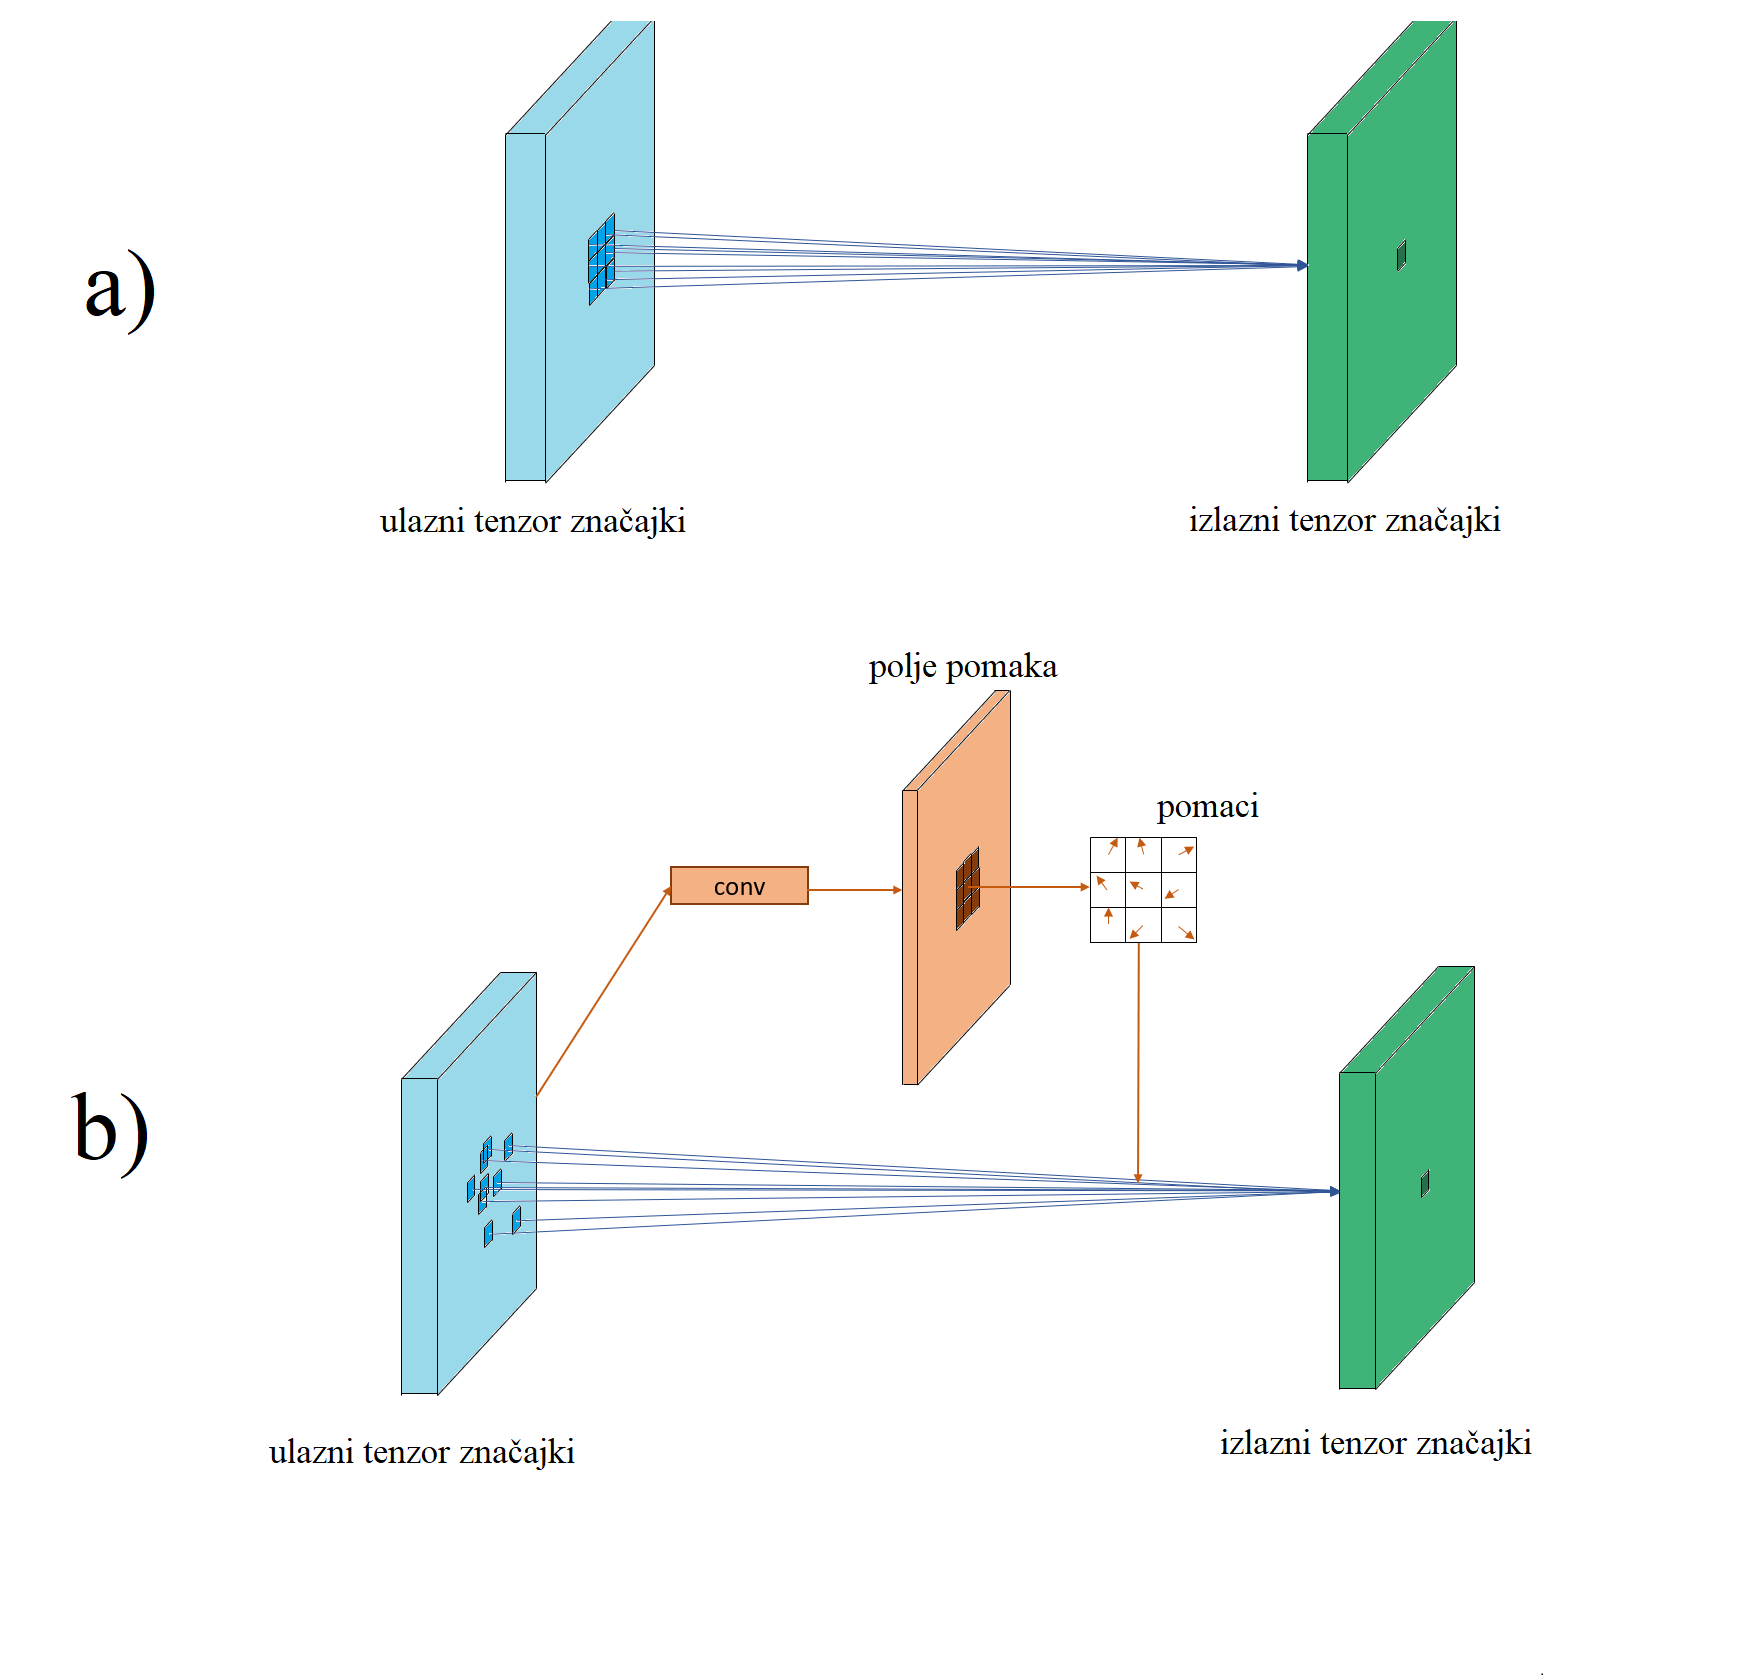 a)
ulazni tenzor značajki
izlazni tenzor značajki
polje pomaka
pomaci
conv
b)
ulazni tenzor značajki
izlazni tenzor značajki